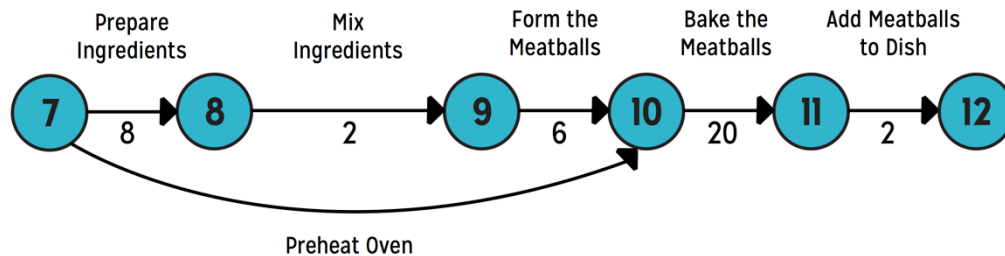 Prepare
Ingredients
Mix
Ingredients
Form the
Meatballs
Bake the
Meatballs
Add Meatballs
to Dish
7
8
8
2
9
6
10
20
11
2
12
Preheat Oven